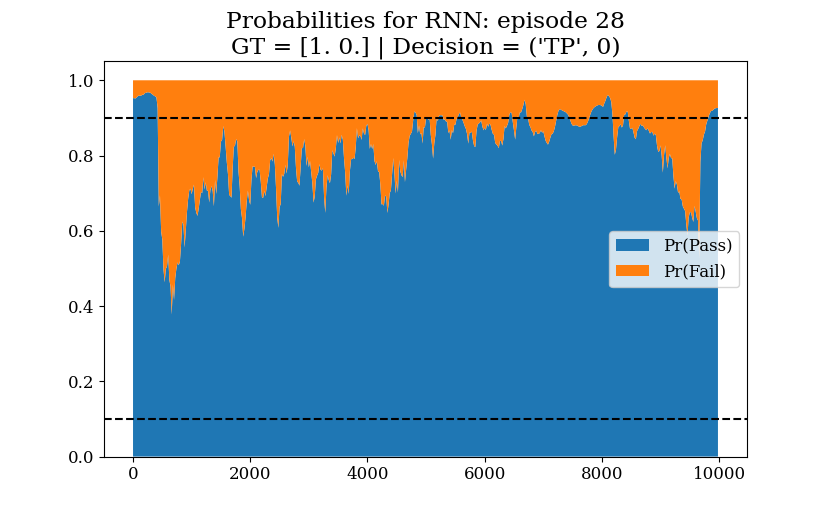 Probabilities for RNN: episode 28
GT = [1. 0.] | Decision = ('TP', 0)
1.0
0.8
0.6
0.4
0.2
0.0
Pr(Pass)
Pr(Fail)
0 2000 4000 6000 8000 10000